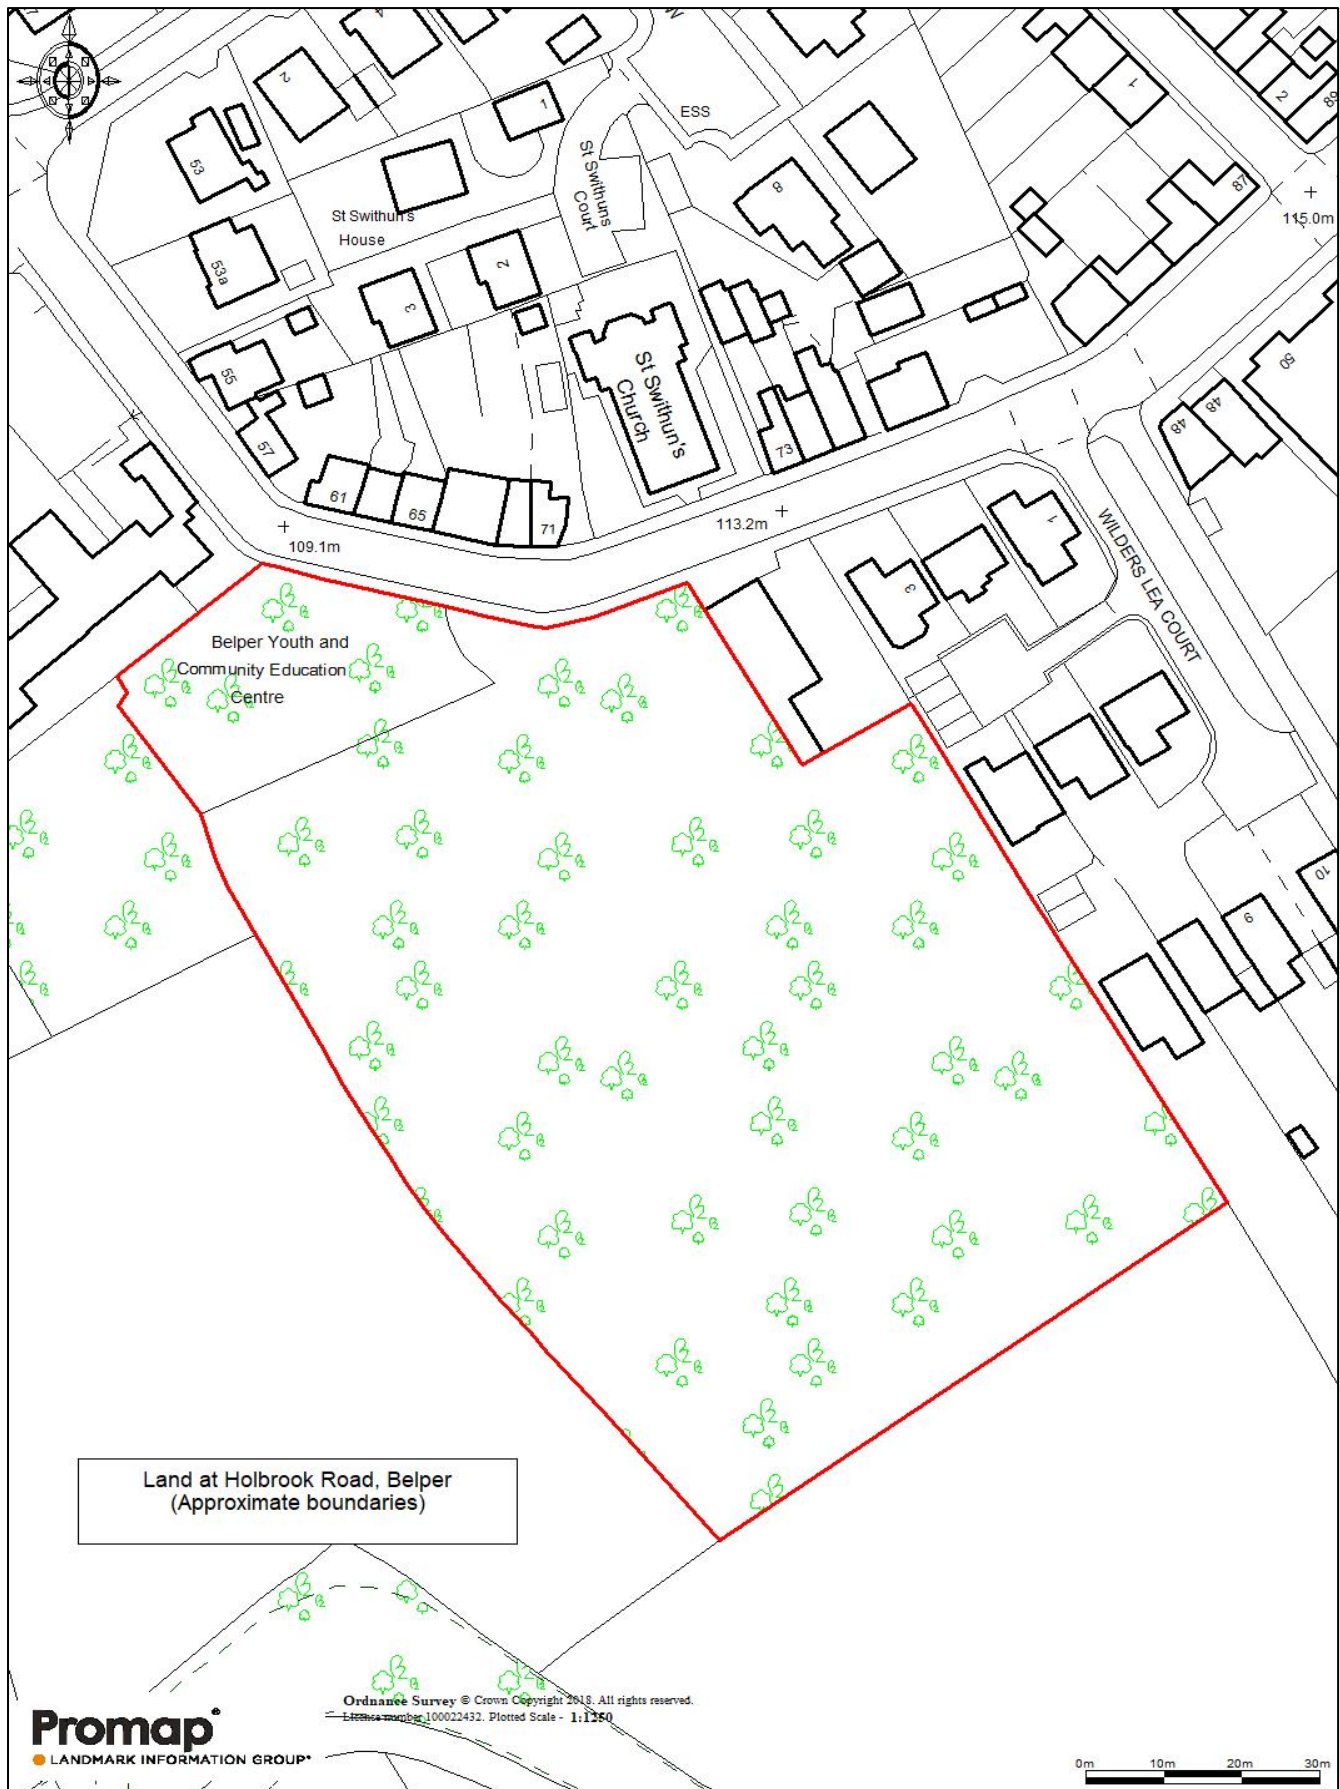 W
ESS
2
1
1
2
89
53
St Swithuns
Court
8
87
St Swithun's
House
115.0m
53a
2
3
St Swithun's
Church
55
50
48
48
57
73
61
65
71
113.2m
109.1m
1
WILDERS LEA COURT
3
Belper Youth and
Community Education
Centre
10
9
Land at Holbrook Road, Belper
(Approximate boundaries)
Ordnance Survey © Crown Copyright 2018. All rights reserved.
License number 100022432. Plotted Scale - 1:1250
Promap®
LANDMARK INFORMATION GROUP®
0m 10m 20m 30m